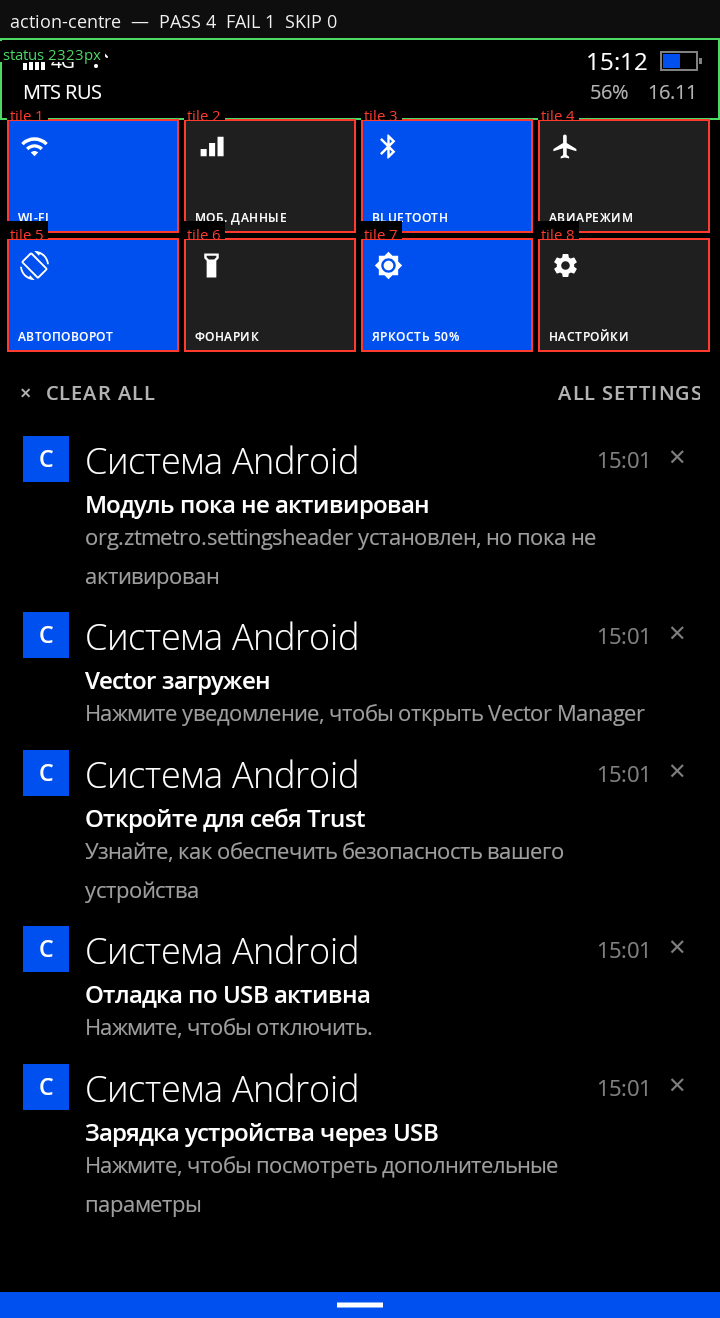 action-centre — PASS 4 FAIL 1 SKIP 0
status 2323px
4G
15:12
MTS RUS
56% 16.11
tile 1
tile 2
tile 3
tile 4
WI-FI
МОБ. ДАННЫЕ
BLUETOOTH
АВИАРЕЖИМ
tile 5
tile 6
tile 7
tile 8
АВТОПОВОРОТ
ФОНАРИК
ЯРКОСТЬ 50%
НАСТРОЙКИ
× CLEAR ALL
ALL SETTINGS
С
Система Android
15:01 ×
Модуль пока не активирован
org.ztmetro.settingsheader установлен, но пока не
активирован
С
Система Android
15:01 ×
Vector загружен
Нажмите уведомление, чтобы открыть Vector Manager
С
Система Android
15:01 ×
Откройте для себя Trust
Узнайте, как обеспечить безопасность вашего
устройства
С
Система Android
15:01 ×
Отладка по USB активна
Нажмите, чтобы отключить.
С
Система Android
15:01 ×
Зарядка устройства через USB
Нажмите, чтобы посмотреть дополнительные
параметры